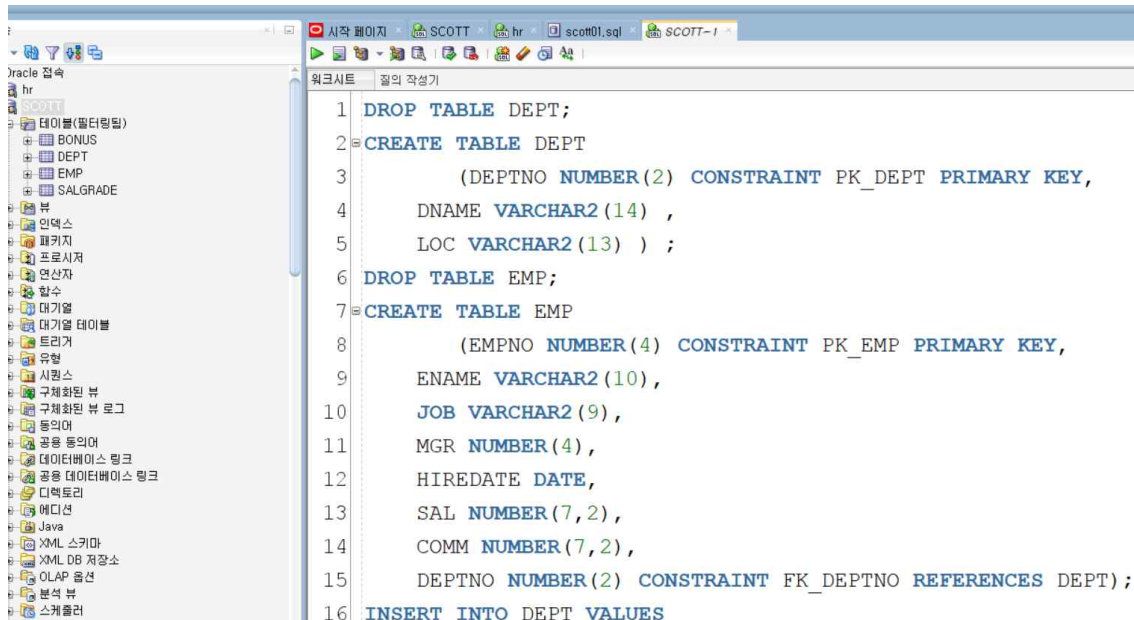 시작 페이지 SCOTT hr scott01.sql SCOTT~1
Oracle 접속
hr
SCOTT
테이블(필터링됨)
BONUS
DEPT
EMP
SALGRADE
뷰
인덱스
패키지
프로시저
연산자
함수
대기열
대기열 테이블
트리거
유형
시퀀스
구체화된 뷰
구체화된 뷰 로그
동의어
공용 동의어
데이터베이스 링크
공용 데이터베이스 링크
디렉토리
에디션
Java
XML 스키마
XML DB 저장소
OLAP 옵션
분석 뷰
스케줄러
워크시트 질의 작성기
1 DROP TABLE DEPT;
2 CREATE TABLE DEPT
3 (DEPTNO NUMBER(2) CONSTRAINT PK_DEPT PRIMARY KEY,
4 DNAME VARCHAR2(14) ,
5 LOC VARCHAR2(13) ) ;
6 DROP TABLE EMP;
7 CREATE TABLE EMP
8 (EMPNO NUMBER(4) CONSTRAINT PK_EMP PRIMARY KEY,
9 ENAME VARCHAR2(10),
10 JOB VARCHAR2(9),
11 MGR NUMBER(4),
12 HIREDATE DATE,
13 SAL NUMBER(7,2),
14 COMM NUMBER(7,2),
15 DEPTNO NUMBER(2) CONSTRAINT FK_DEPTNO REFERENCES DEPT);
16 INSERT INTO DEPT VALUES